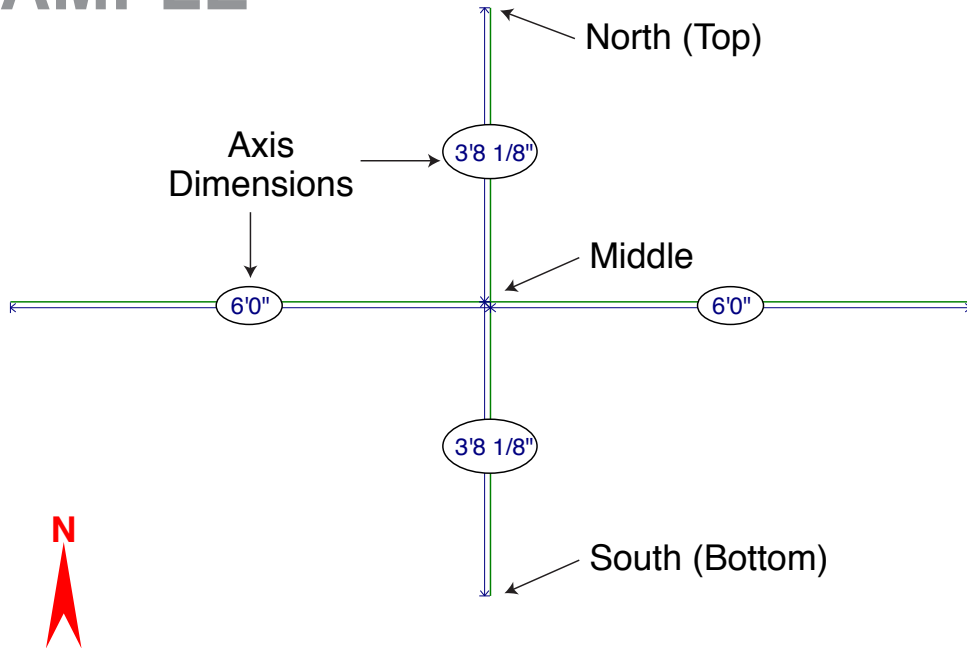 North (Top)
Axis
Dimensions
3'8 1/8"
Middle
6'0"
6'0"
3'8 1/8"
N
South (Bottom)